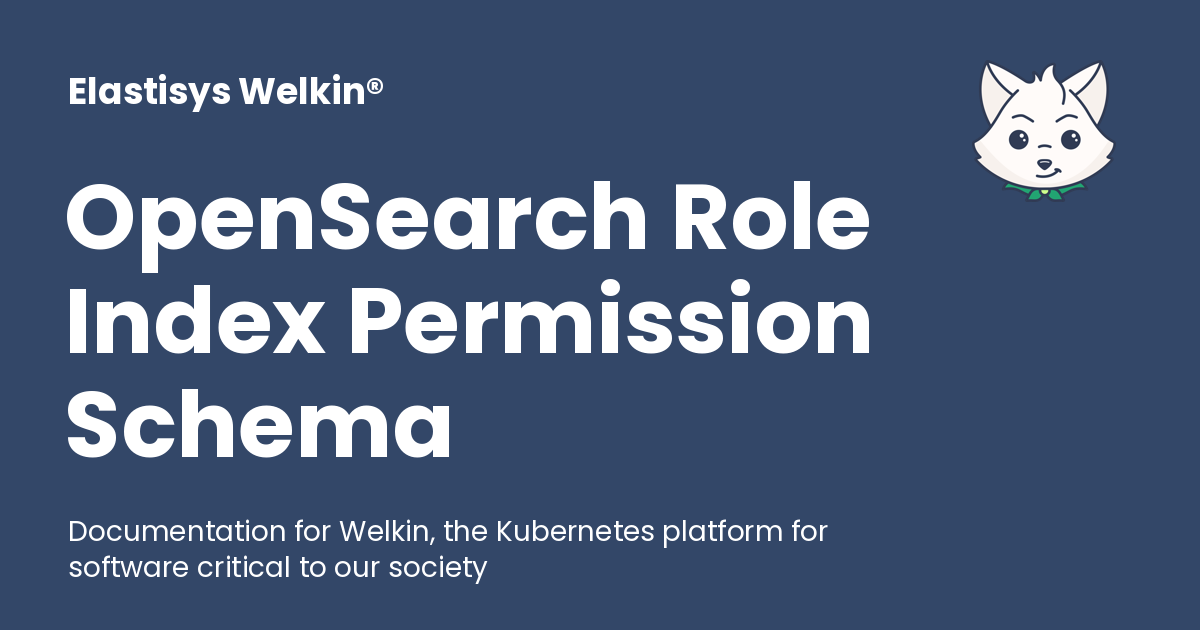 Elastisys Welkin®
OpenSearch Role
Index Permission
Schema
Documentation for Welkin, the Kubernetes platform for
software critical to our society